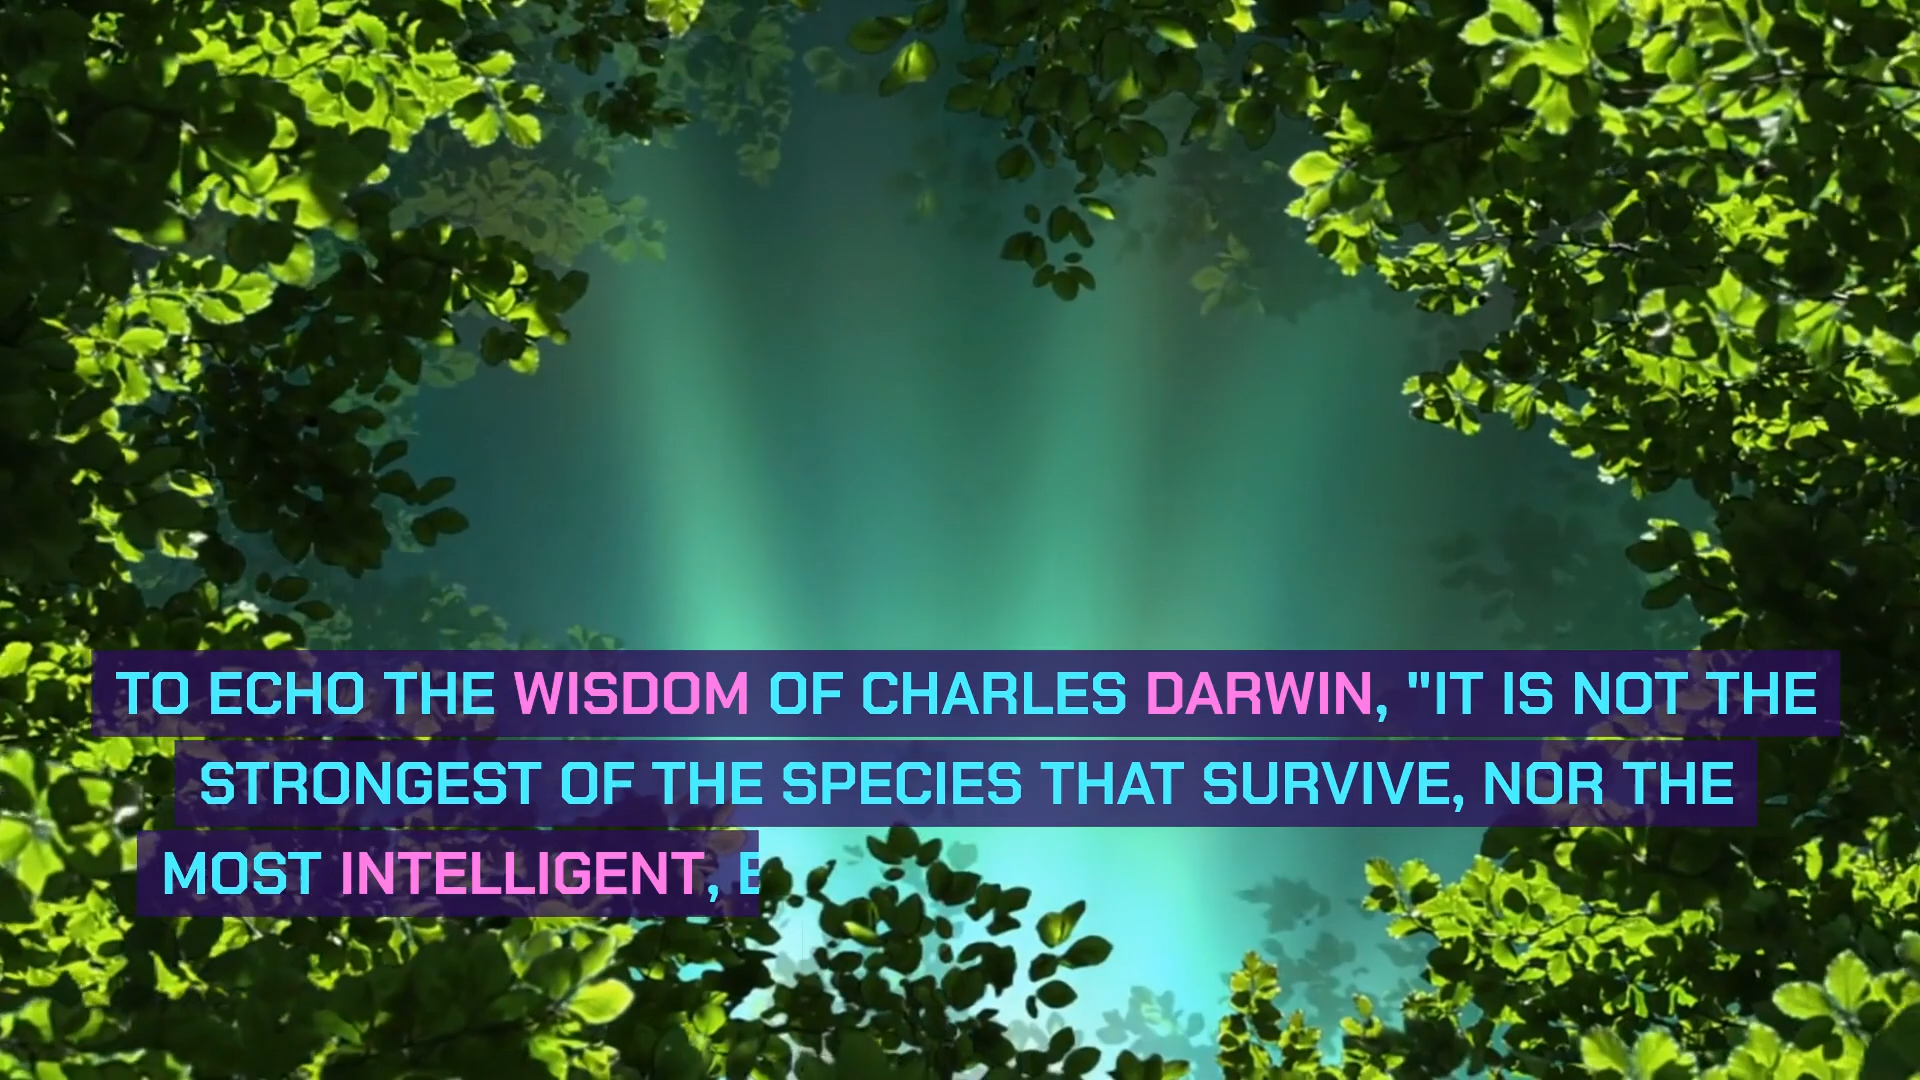 TO ECHO THE WISDOM OF CHARLES DARWIN, "IT IS NOT THE
STRONGEST OF THE SPECIES THAT SURVIVE, NOR THE
MOST INTELLIGENT,